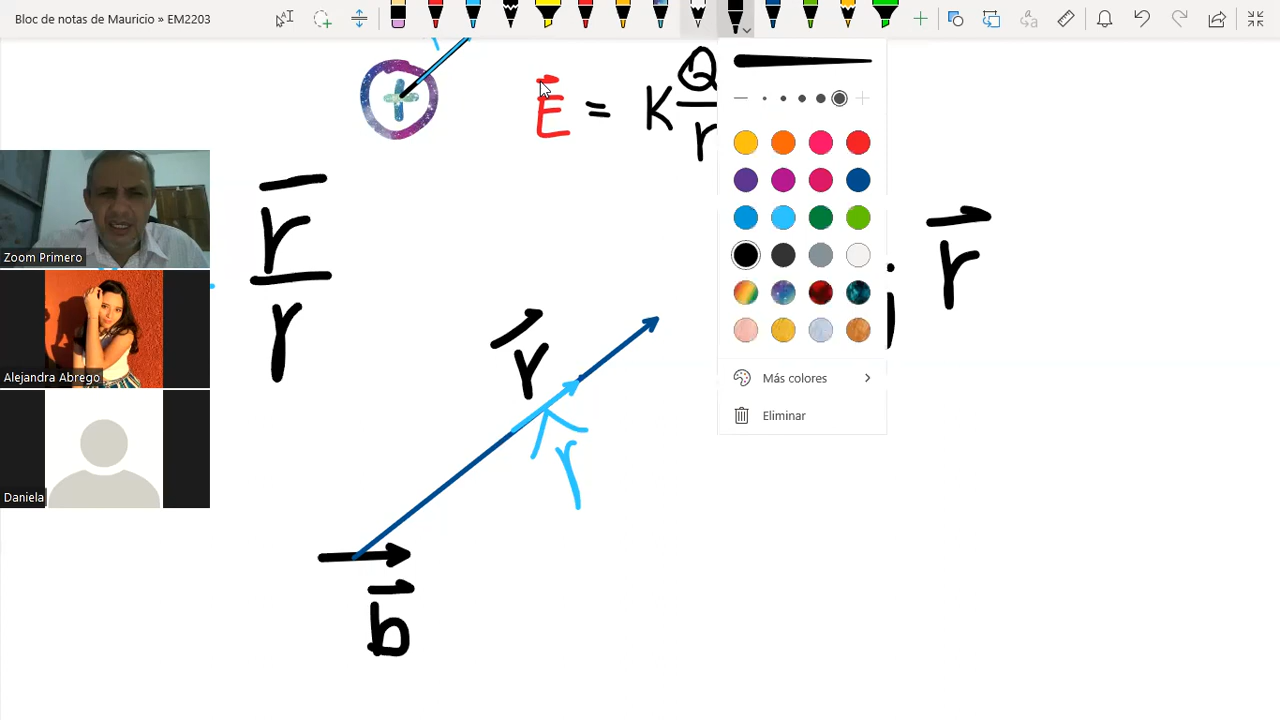 Bloc de notas de Mauricio » EM2203
E = K Q
r
Zoom Primero
r
r
r
r
Más colores
Alejandra Abrego
Eliminar
r
Daniela
b